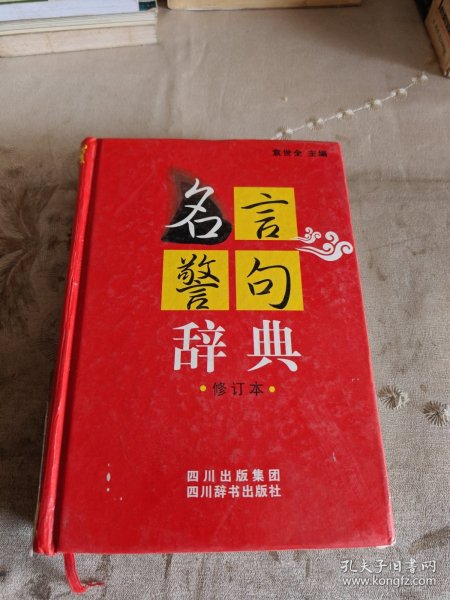 袁世全 主编
名言
警句
辞典
•修订本•
四川出版集团
四川辞书出版社
孔夫子旧书网
www.kongfz.com